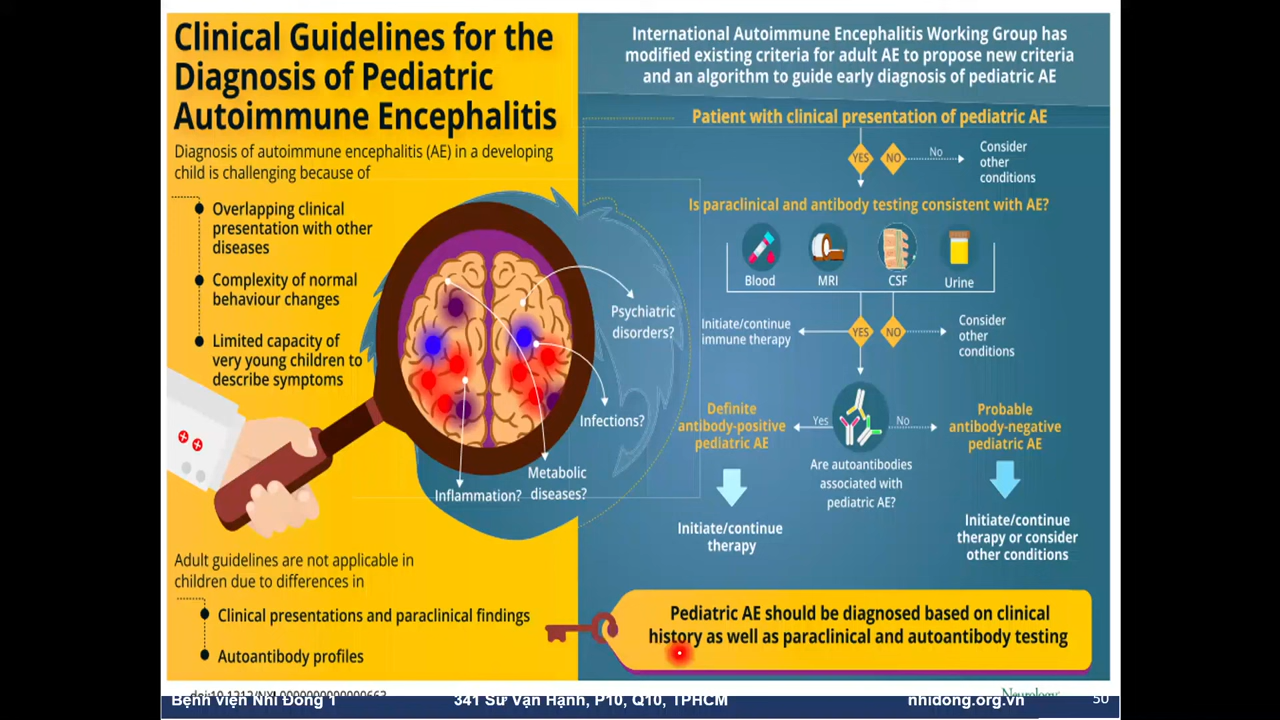 Clinical Guidelines for the
Diagnosis of Pediatric
Autoimmune Encephalitis
Diagnosis of autoimmune encephalitis (AE) in a developing
child is challenging because of
Overlapping clinical
presentation with other
diseases
Complexity of normal
behaviour changes
Limited capacity of
very young children to
describe symptoms
Psychiatric
disorders?
Infections?
Metabolic
diseases?
Inflammation?
Adult guidelines are not applicable in
children due to differences in
Clinical presentations and paraclinical findings
Autoantibody profiles
International Autoimmune Encephalitis Working Group has
modified existing criteria for adult AE to propose new criteria
and an algorithm to guide early diagnosis of pediatric AE
Patient with clinical presentation of pediatric AE
YES
NO
No
Consider
other
conditions
Is paraclinical and antibody testing consistent with AE?
Blood
MRI
CSF
Urine
Initiate/continue
immune therapy
YES
NO
Consider
other
conditions
Definite
antibody-positive
pediatric AE
Yes
No
Probable
antibody-negative
pediatric AE
Are autoantibodies
associated with
pediatric AE?
Initiate/continue
therapy
Initiate/continue
therapy or consider
other conditions
Pediatric AE should be diagnosed based on clinical
history as well as paraclinical and autoantibody testing
Neurology
Bệnh viện Nhi Đồng 1
341 Sư Vạn Hạnh, P10, Q10, TPHCM
nhidong.org.vn
50